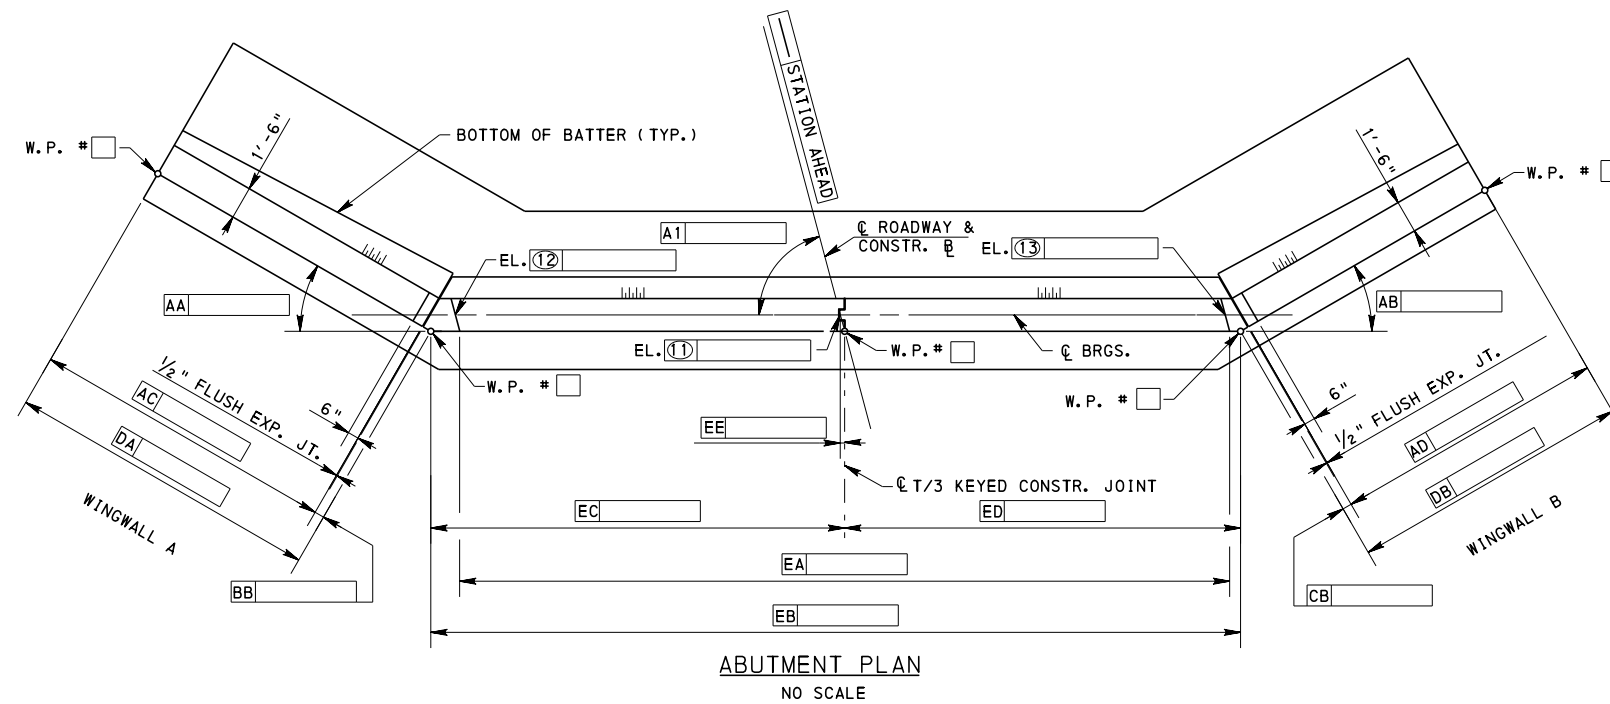 STATION AHEAD
W.P. #
1'-6"
BOTTOM OF BATTER (TYP.)
1'-6"
W.P. #
A1
℄ ROADWAY &
CONSTR. B̲L
EL. 12
EL. 13
AA
AB
EL. 11
W.P.#
℄ BRGS.
W.P. #
W.P. #
1/2" FLUSH EXP. JT.
6"
AC
DA
WINGWALL A
EE
6"
1/2" FLUSH EXP. JT.
AD
DB
WINGWALL B
℄ T/3 KEYED CONSTR. JOINT
EC
ED
EA
BB
CB
EB
ABUTMENT PLAN
NO SCALE